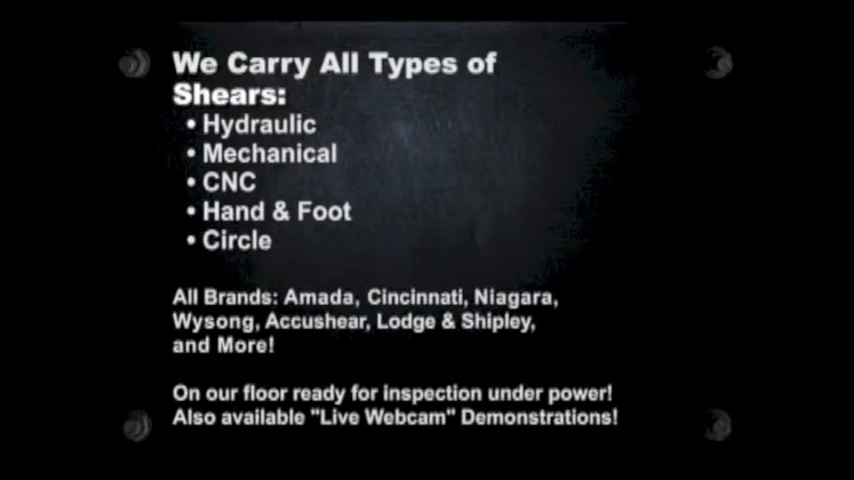 We Carry All Types of
Shears:
• Hydraulic
• Mechanical
• CNC
• Hand & Foot
• Circle
All Brands: Amada, Cincinnati, Niagara,
Wysong, Accushear, Lodge & Shipley,
and More!
On our floor ready for inspection under power!
Also available "Live Webcam" Demonstrations!